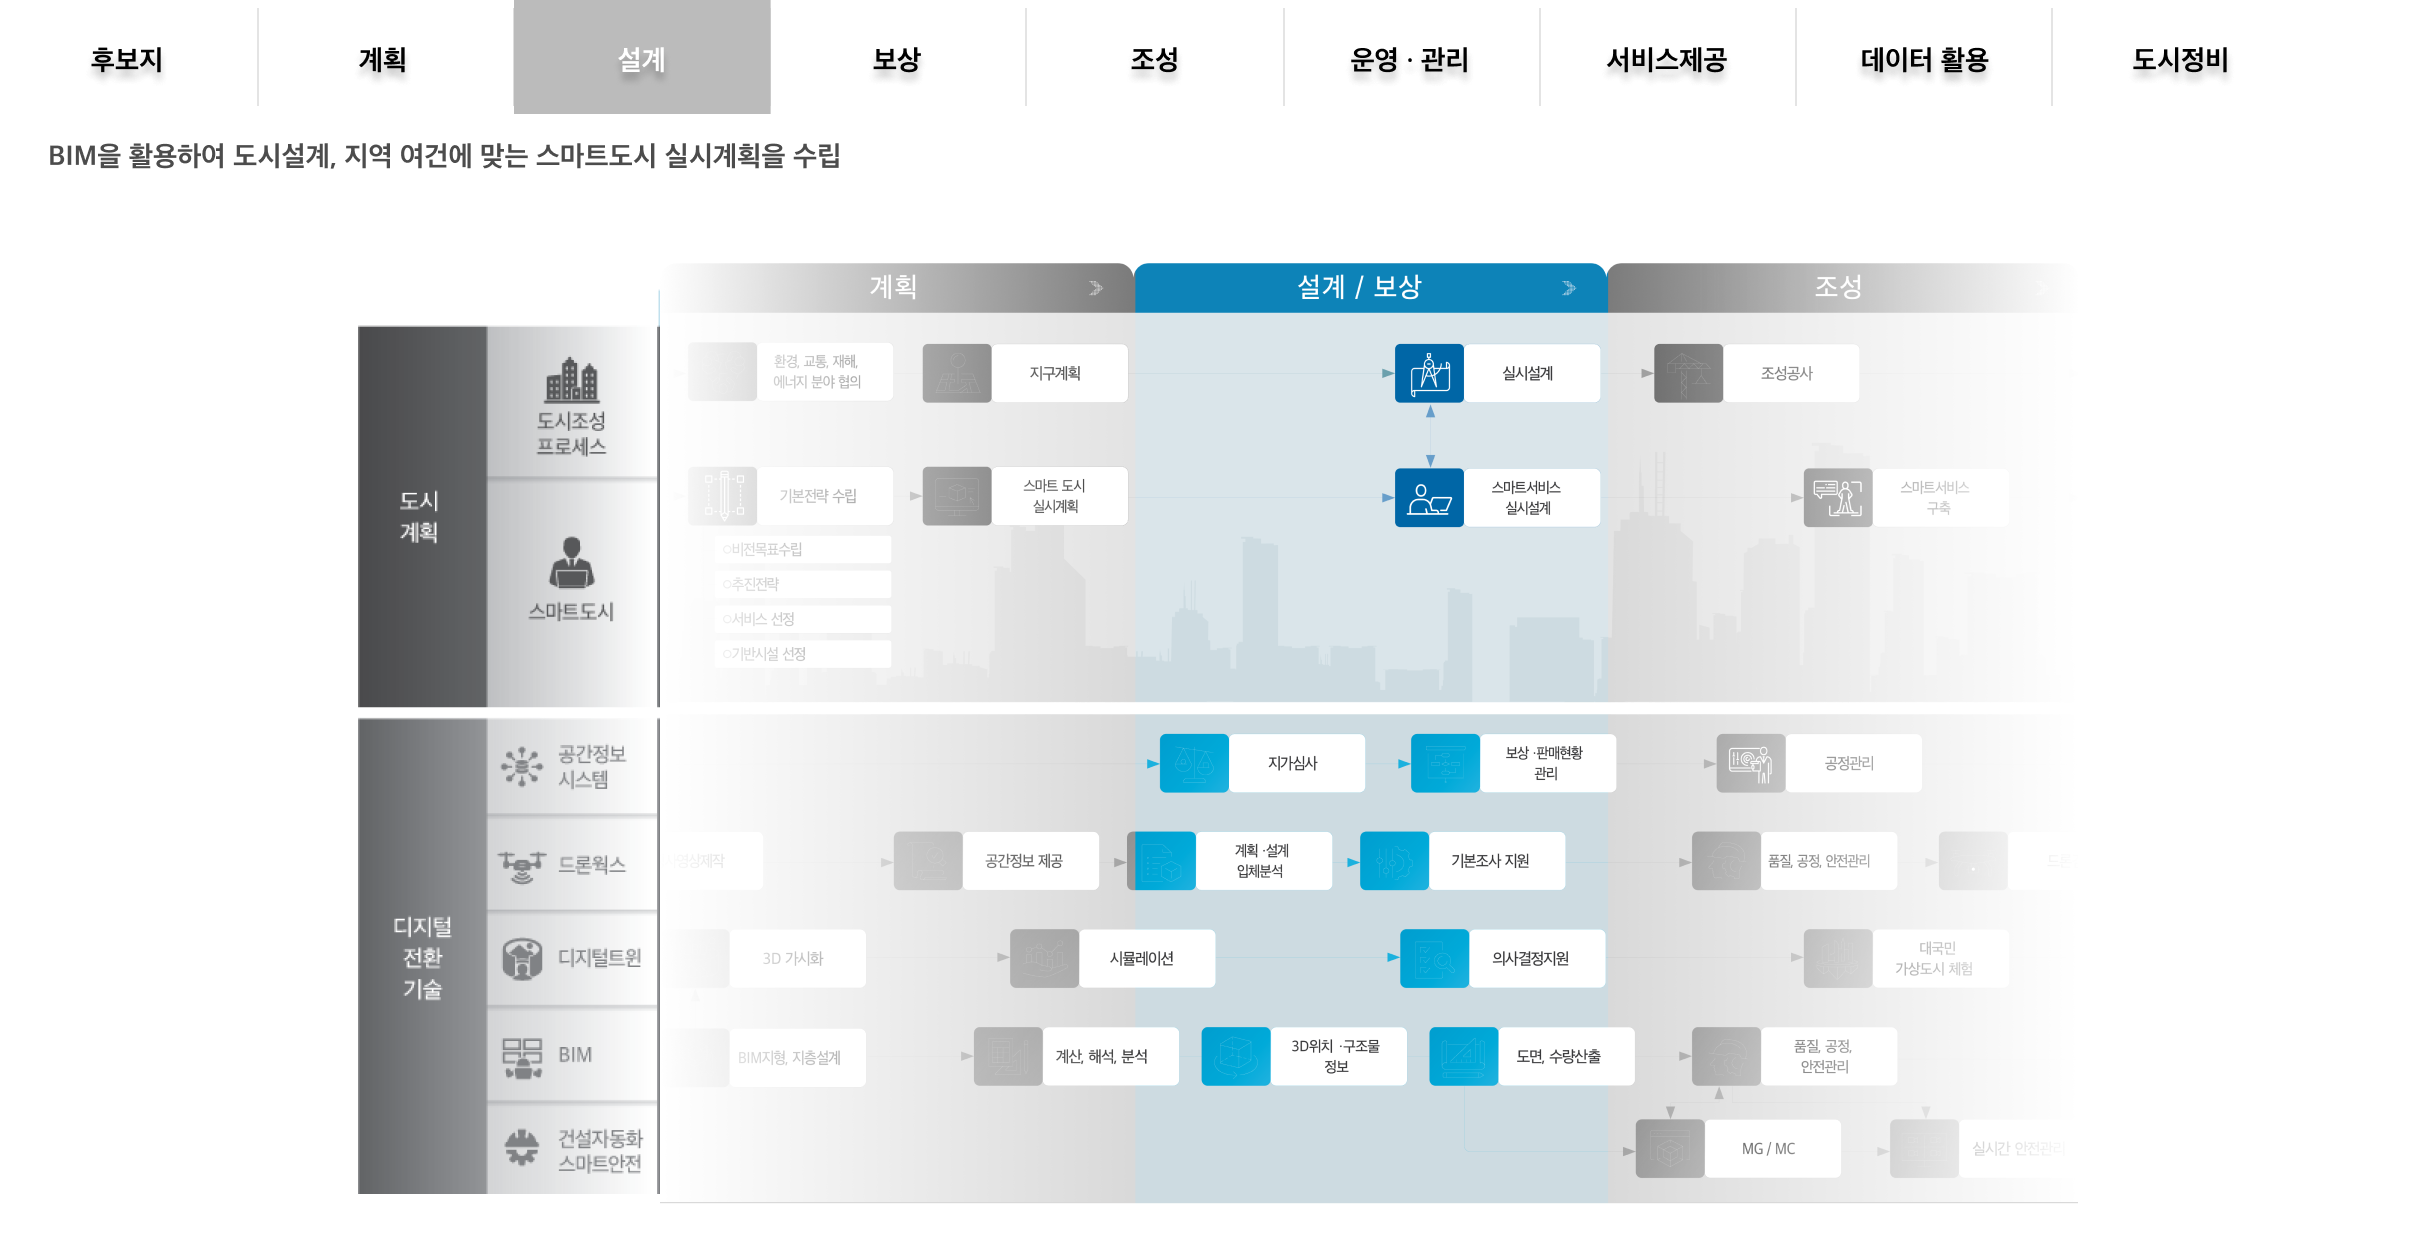 후보지
계획
설계
보상
조성
운영 · 관리
서비스제공
데이터 활용
도시정비
BIM을 활용하여 도시설계, 지역 여건에 맞는 스마트도시 실시계획을 수립
계획
설계 / 보상
조성
도시
계획
도시조성
프로세스
환경, 교통, 재해,
에너지 분야 협의
지구계획
실시설계
조성공사
스마트도시
기본전략 수립
스마트 도시
실시계획
스마트서비스
실시설계
스마트서비스
구축
○비전목표수립
○추진전략
○서비스 선정
○기반시설 선정
디지털
전환
기술
공간정보
시스템
지가심사
보상 ·판매현황
관리
공정관리
드론웍스
영상제작
공간정보 제공
계획 ·설계
입체분석
기본조사 지원
품질, 공정, 안전관리
디지털트윈
3D 가시화
시뮬레이션
의사결정지원
대국민
가상도시 체험
BIM
BIM지형, 지층설계
계산, 해석, 분석
3D위치 ·구조물
정보
도면, 수량산출
품질, 공정,
안전관리
건설자동화
스마트안전
MG / MC
실시간 안전관리